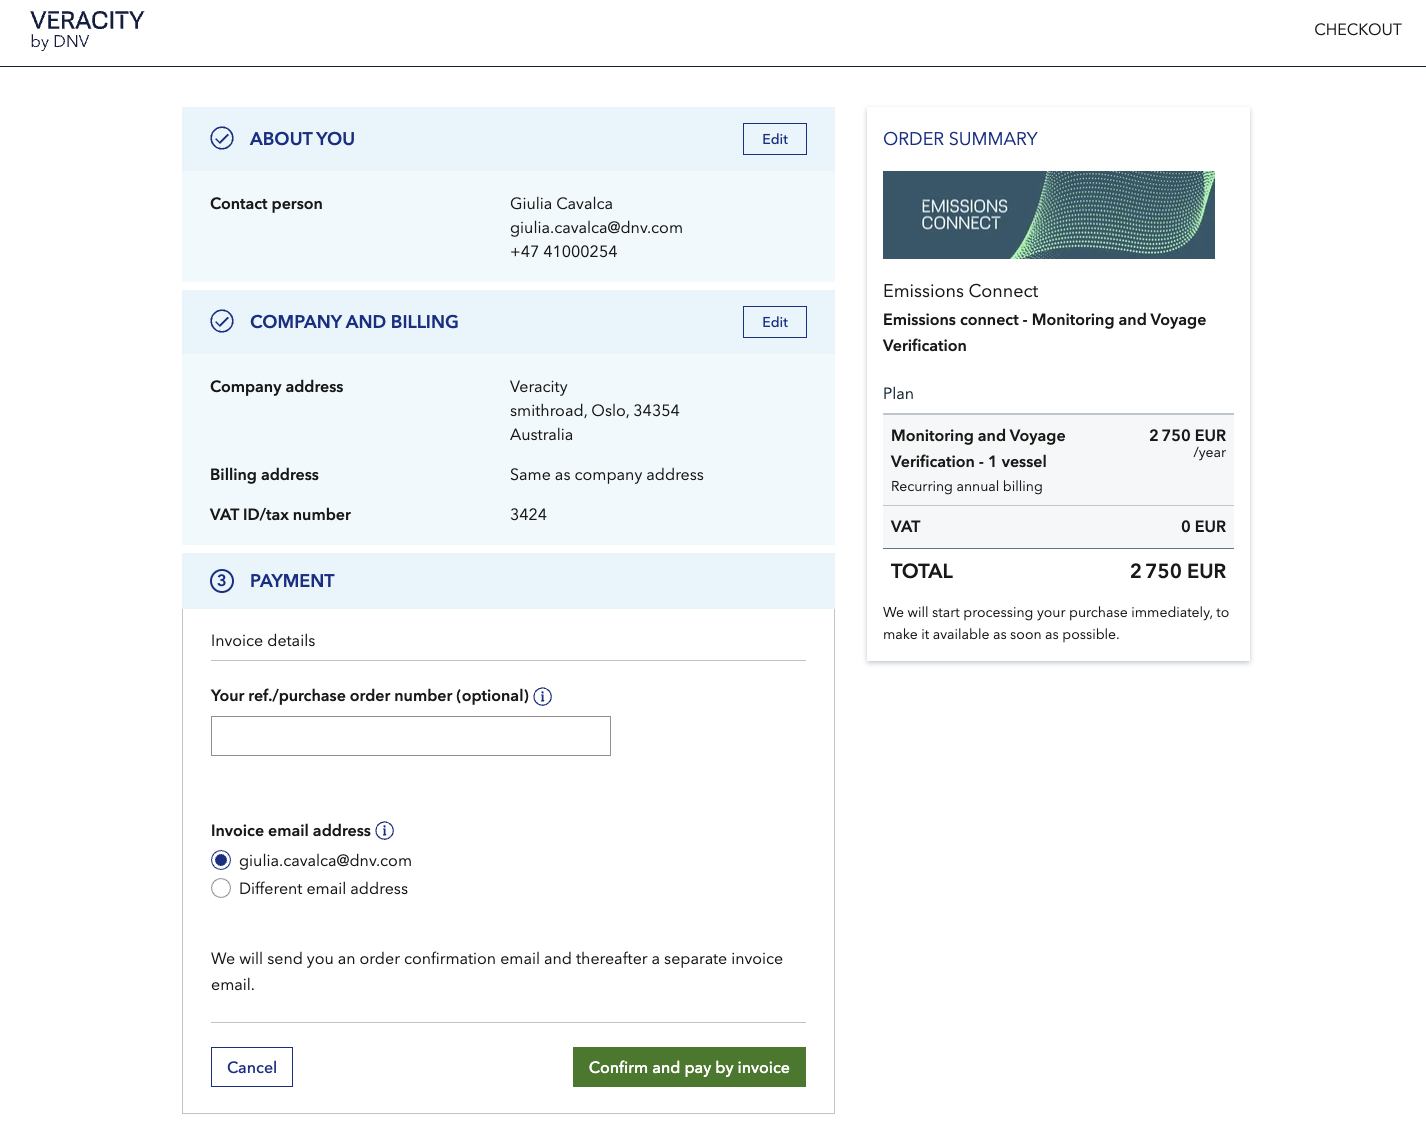 VERACITY
by DNV
CHECKOUT
ABOUT YOU
Edit
Contact person
Giulia Cavalca
giulia.cavalca@dnv.com
+47 41000254
COMPANY AND BILLING
Edit
Company address
Veracity
smithroad, Oslo, 34354
Australia
Billing address
Same as company address
VAT ID/tax number
3424
3 PAYMENT
Invoice details
Your ref./purchase order number (optional) i
Invoice email address i
giulia.cavalca@dnv.com
Different email address
We will send you an order confirmation email and thereafter a separate invoice
email.
Cancel
Confirm and pay by invoice
ORDER SUMMARY
EMISSIONS
CONNECT
Emissions Connect
Emissions connect - Monitoring and Voyage
Verification
Plan
Monitoring and Voyage
Verification - 1 vessel
2 750 EUR
/year
Recurring annual billing
VAT
0 EUR
TOTAL
2 750 EUR
We will start processing your purchase immediately, to
make it available as soon as possible.